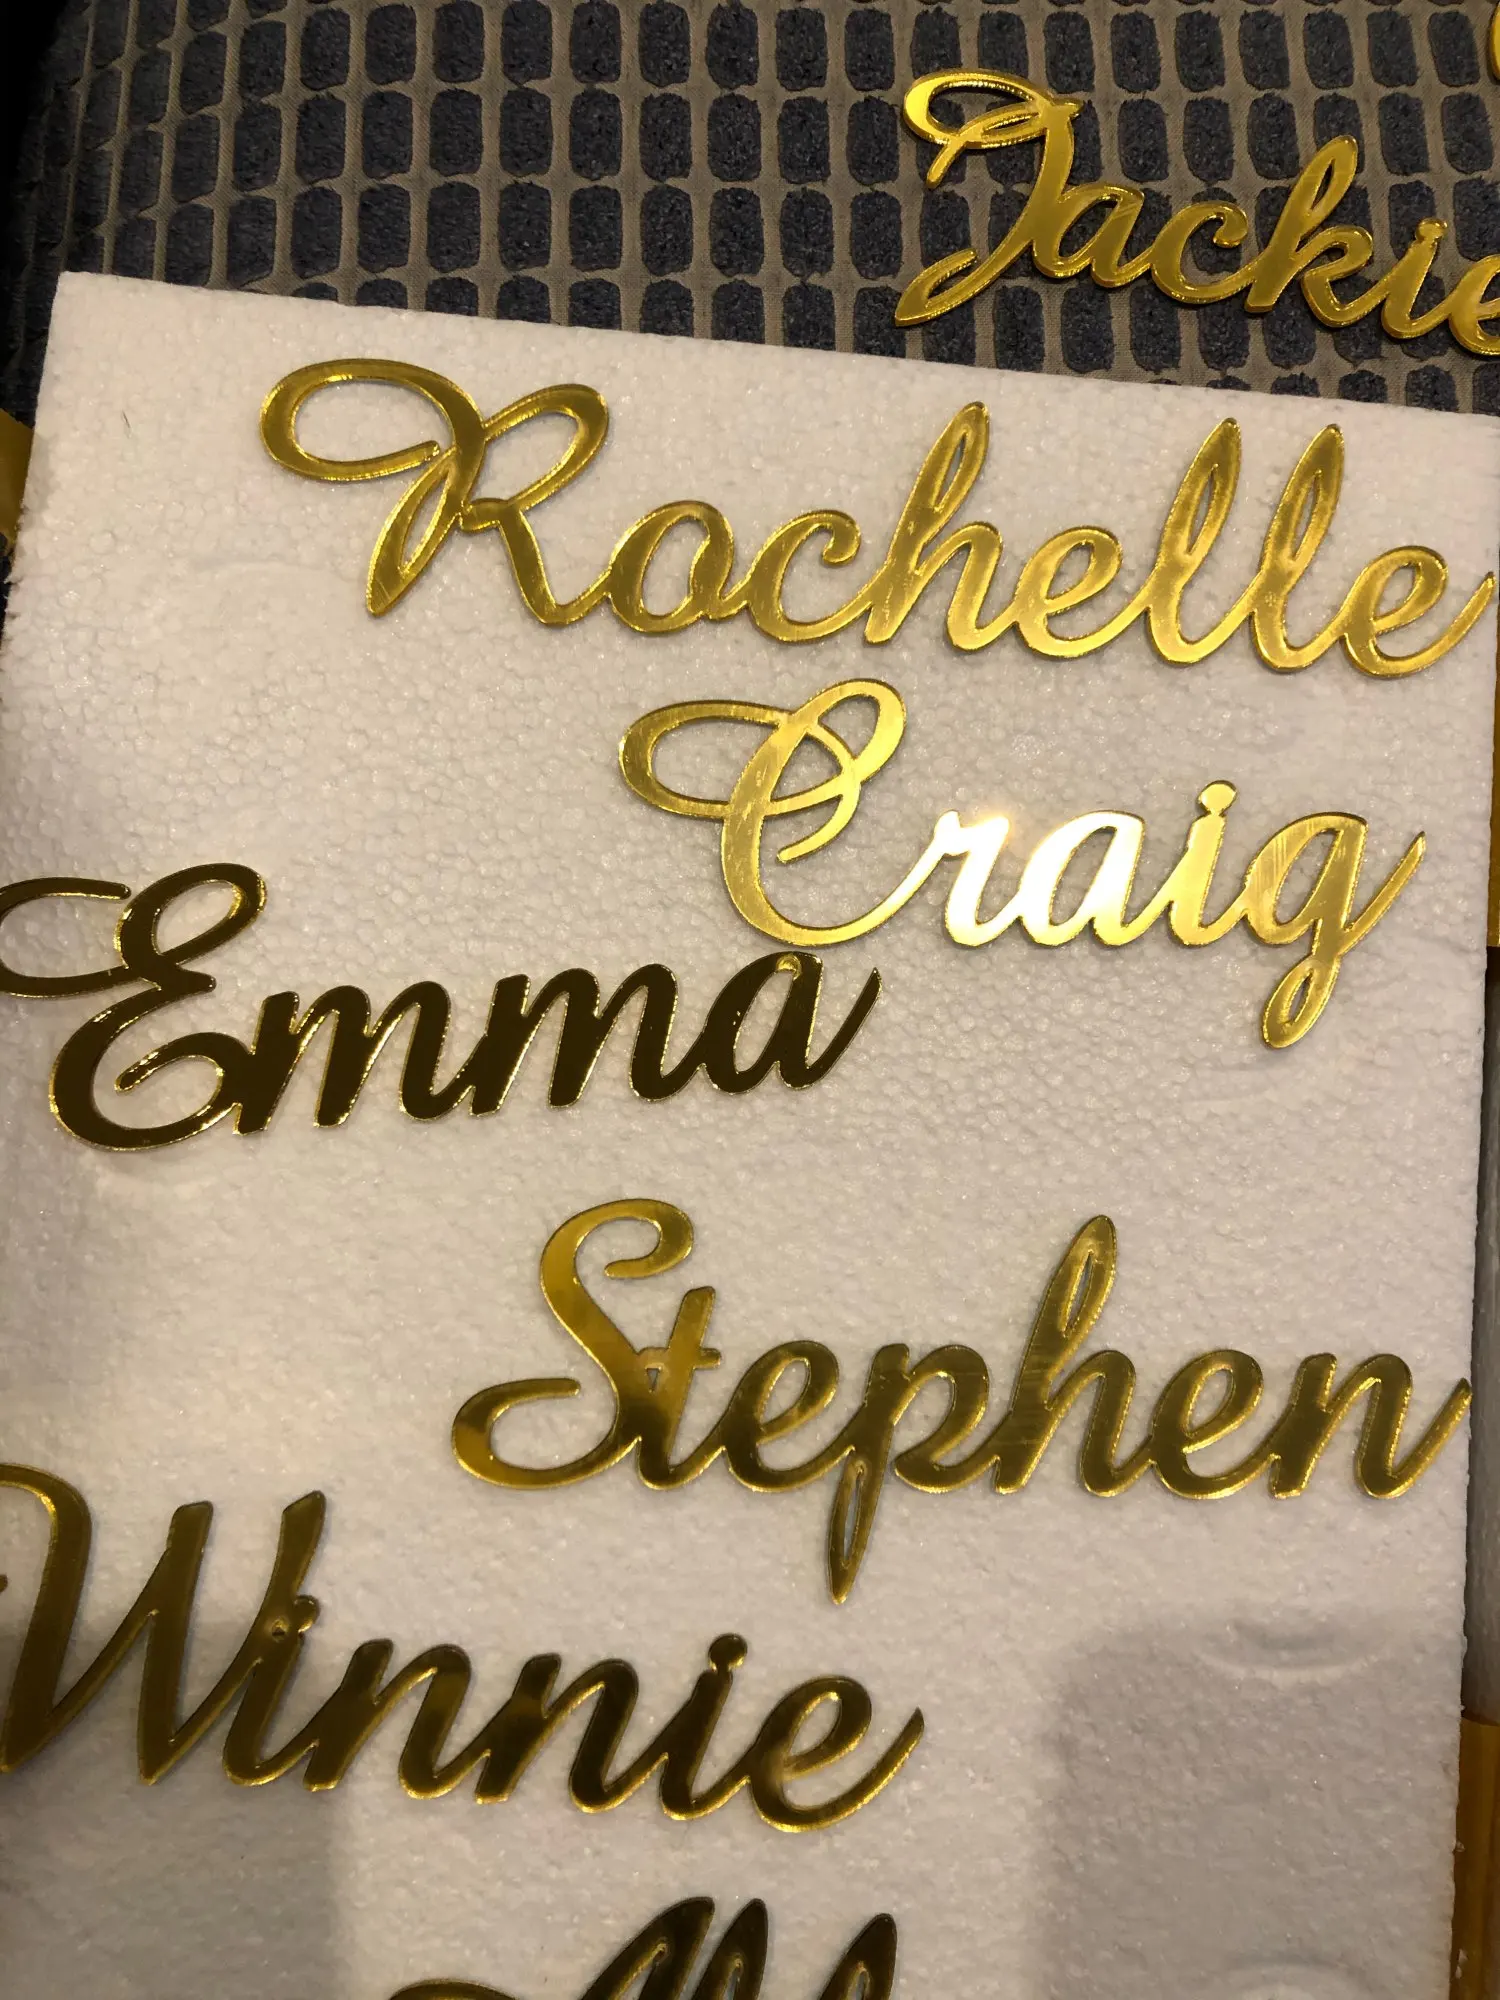 Jackie
Rochelle
Craig
Emma
Stephen
Winnie